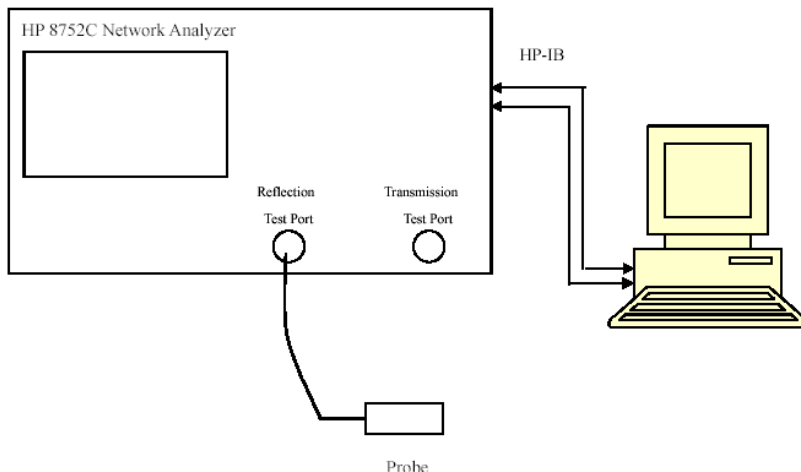 HP 8752C Network Analyzer
HP-IB
Reflection
Test Port
Transmission
Test Port
Probe